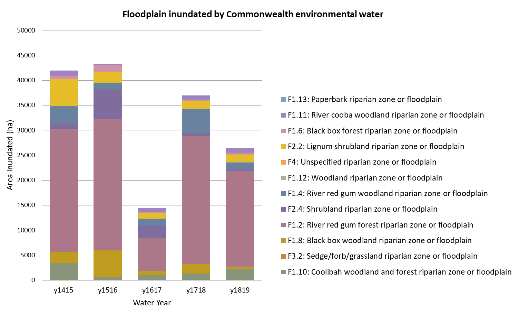 Floodplain inundated by Commonwealth environmental water
50000
45000
40000
35000
30000
25000
20000
15000
10000
5000
0
Area Inundated (ha)
y1415 y1516 y1617 y1718 y1819
Water Year
F1.13: Paperbark riparian zone or floodplain
F1.11: River cooba woodland riparian zone or floodplain
F1.6: Black box forest riparian zone or floodplain
F2.2: Lignum shrubland riparian zone or floodplain
F4: Unspecified riparian zone or floodplain
F1.12: Woodland riparian zone or floodplain
F1.4: River red gum woodland riparian zone or floodplain
F2.4: Shrubland riparian zone or floodplain
F1.2: River red gum forest riparian zone or floodplain
F1.8: Black box woodland riparian zone or floodplain
F3.2: Sedge/forb/grassland riparian zone or floodplain
F1.10: Coolibah woodland and forest riparian zone or floodplain